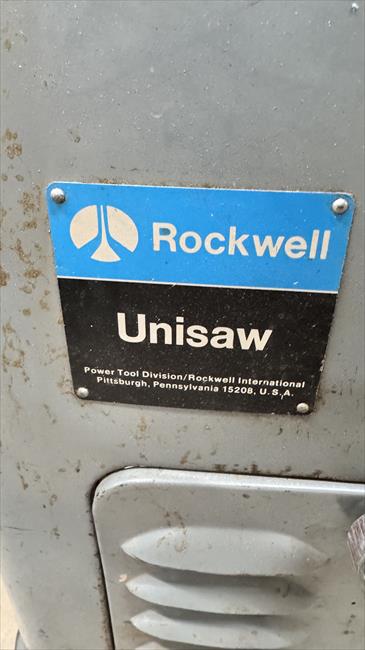 Rockwell
Unisaw
Power Tool Division/Rockwell International
Pittsburgh, Pennsylvania 15208, U.S.A.